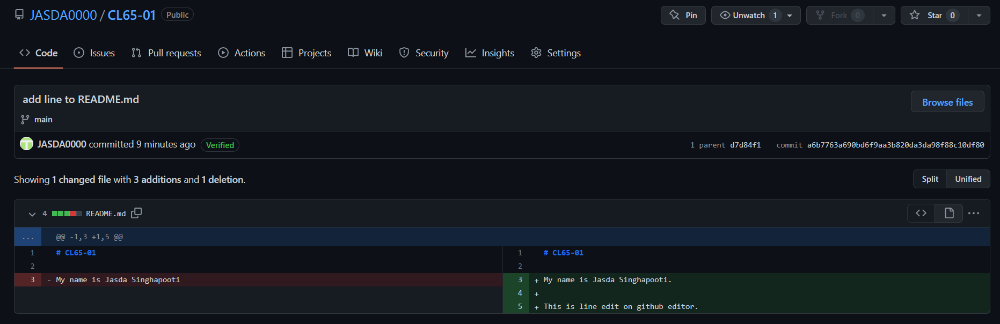 JASDA0000 / CL65-01 Public Pin Unwatch 1 Fork 0 Star 0
Code Issues Pull requests Actions Projects Wiki Security Insights Settings
add line to README.md
Browse files
main
JASDA0000 committed 9 minutes ago Verified 1 parent d7d84f1 commit a6b7763a690bd6f9aa3b820da3da98f88c10df80
Showing 1 changed file with 3 additions and 1 deletion.
Split Unified
4 README.md
... @@ -1,3 +1,5 @@
1 # CL65-01 1 # CL65-01
2 2
3 - My name is Jasda Singhapooti 3 + My name is Jasda Singhapooti.
4 +
5 + This is line edit on github editor.